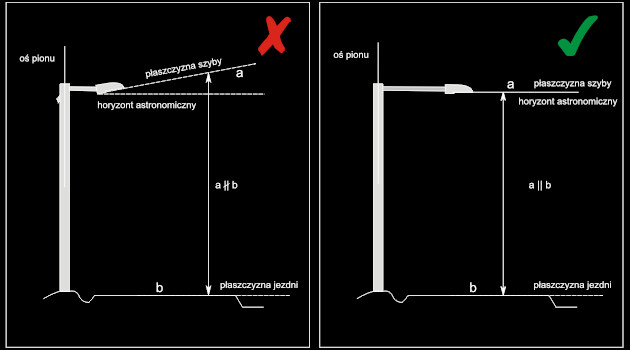 oś pionu
płaszczyzna szyby
a
horyzont astronomiczny
a ∦ b
b
płaszczyzna jezdni
oś pionu
a
płaszczyzna szyby
horyzont astronomiczny
a || b
b
płaszczyzna jezdni